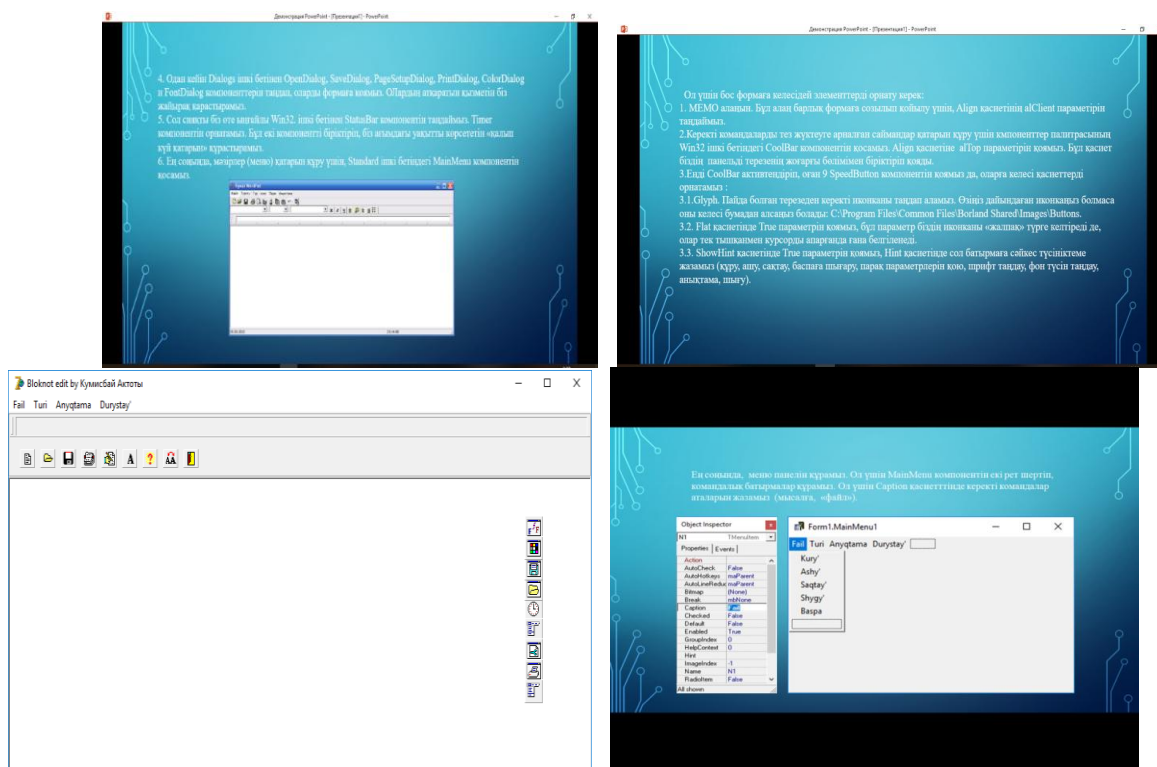 Демонстрация PowerPoint - [Презентация1] - PowerPoint
4. Одан кейін Dialogs ішкі бетінен OpenDialog, SaveDialog, PageSetupDialog, PrintDialog, ColorDialog
и FontDialog компоненттерін таңдап, оларды формаға қоямыз. ОЛардың атқаратын қызметін біз
жайырақ қарастырамыз.
5. Сол сияқты біз өте ыңғайлы Win32. ішкі бетінен StatusBar компонентін таңдаймыз. Timer
компонентін орнатамыз. Бұл екі компонентті біріктіріп, біз ағымдағы уақытты көрсететін «қалып
күй қатарын» құрастырамыз.
6. Ең соңында, мәзірлер (меню) қатарын құру үшін, Standard ішкі бетіндегі MainMenu компонентін
қосамыз.
Демонстрация PowerPoint - [Презентация1] - PowerPoint
Ол үшін бос формаға келесідей элементтерді орнату керек:
1. МЕМО алаңын. Бұл алаң барлық формаға созылып қойылу үшін, Align қасиетінің alClient параметрін
таңдаймыз.
2.Керекті командаларды тез жүктеуге арналған саймандар қатарын құру үшін кмпоненттер палитрасының
Win32 ішкі бетіндегі CoolBar компонентін қосамыз. Align қасиетіне alTop параметрін қоямыз. Бұл қасиет
біздің панельді терезенің жоғарғы бөлімімен біріктіріп қояды.
3.Енді CoolBar активтендіріп, оған 9 SpeedButton компонентін қоямыз да, оларға келесі қасиеттерді
орнатамыз :
3.1.Glyph. Пайда болған терезеден керекті иконканы таңдап аламыз. Өзіңіз дайындаған иконкаңыз болмаса
оны келесі бумадан алсаңыз болады: C:\Program Files\Common Files\Borland Shared\Images\Buttons.
3.2. Flat қасиетінде True параметрін қоямыз, бұл параметр біздің иконканы «жалпақ» түрге келтіреді де,
олар тек тышқанмен курсорды апарғанда ғана белгіленеді.
3.3. ShowHint қасиетінде True параметрін қоямыз, Hint қасиетінде сол батырмаға сәйкес түсініктеме
жазамыз (құру, ашу, сақтау, баспаға шығару, парақ параметрлерін қою, шрифт таңдау, фон түсін таңдау,
анықтама, шығу).
Bloknot edit by Кумисбай Актоты
Fail Turi Anyqtama Durystay'
Ең соңында, меню панелін құрамыз. Ол үшін MainMenu компонентін екі рет шертіп,
командалық батырмалар құрамыз. Ол үшін Caption қасиетттінде керекті командалар
аталарын жазамыз (мысалға, «файл»).
Object Inspector
N1 TMenuItem
Properties Events
Action
AutoCheck False
AutoHotkeys maParent
AutoLineReduc maParent
Bitmap (None)
Break mbNone
Caption Fail
Checked False
Default False
Enabled True
GroupIndex 0
HelpContext 0
Hint
ImageIndex -1
Name N1
RadioItem False
All shown
Form1.MainMenu1
Fail Turi Anyqtama Durystay'
Kury'
Ashy'
Saqtay'
Shygy'
Baspa